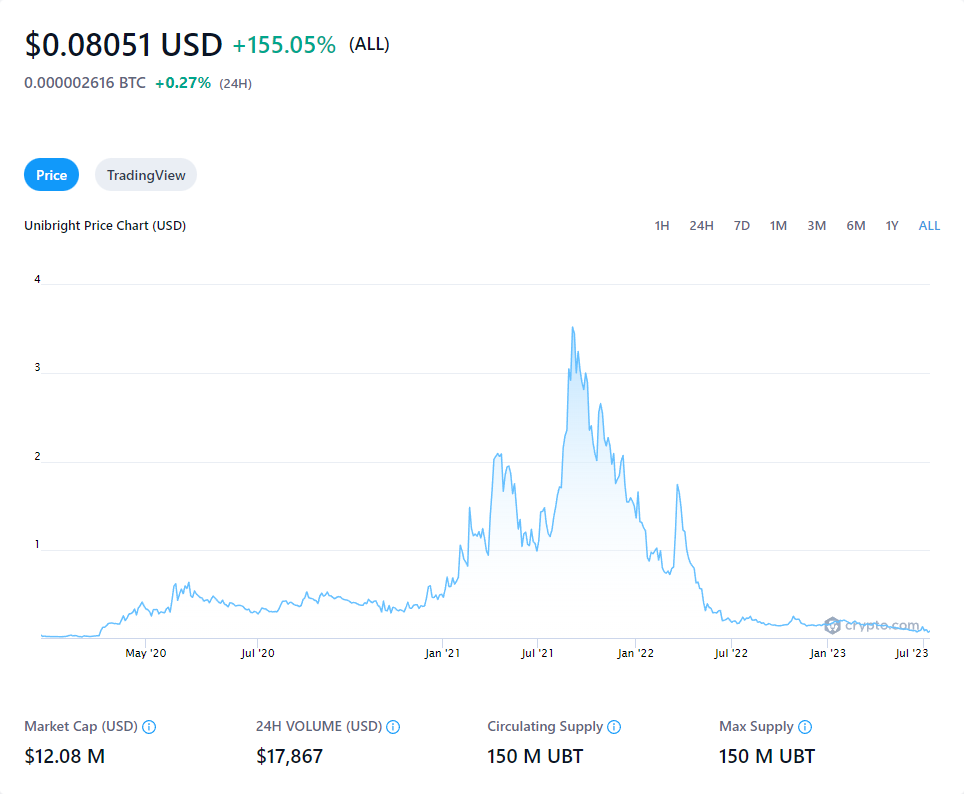 $0.08051 USD +155.05% (ALL)
0.000002616 BTC +0.27% (24H)
Price TradingView
Unibright Price Chart (USD) 1H 24H 7D 1M 3M 6M 1Y ALL
4
3
2
1
crypto.com
May '20 Jul '20 Jan '21 Jul '21 Jan '22 Jul '22 Jan '23 Jul '23
Market Cap (USD) 24H VOLUME (USD) Circulating Supply Max Supply
$12.08 M $17,867 150 M UBT 150 M UBT